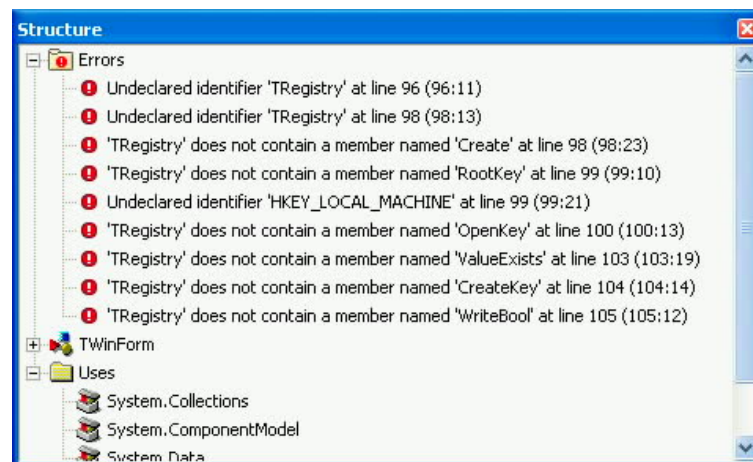 Structure
Errors
Undeclared identifier 'TRegistry' at line 96 (96:11)
Undeclared identifier 'TRegistry' at line 98 (98:13)
'TRegistry' does not contain a member named 'Create' at line 98 (98:23)
'TRegistry' does not contain a member named 'RootKey' at line 99 (99:10)
Undeclared identifier 'HKEY_LOCAL_MACHINE' at line 99 (99:21)
'TRegistry' does not contain a member named 'OpenKey' at line 100 (100:13)
'TRegistry' does not contain a member named 'ValueExists' at line 103 (103:19)
'TRegistry' does not contain a member named 'CreateKey' at line 104 (104:14)
'TRegistry' does not contain a member named 'WriteBool' at line 105 (105:12)
TWinForm
Uses
System.Collections
System.ComponentModel
System.Data